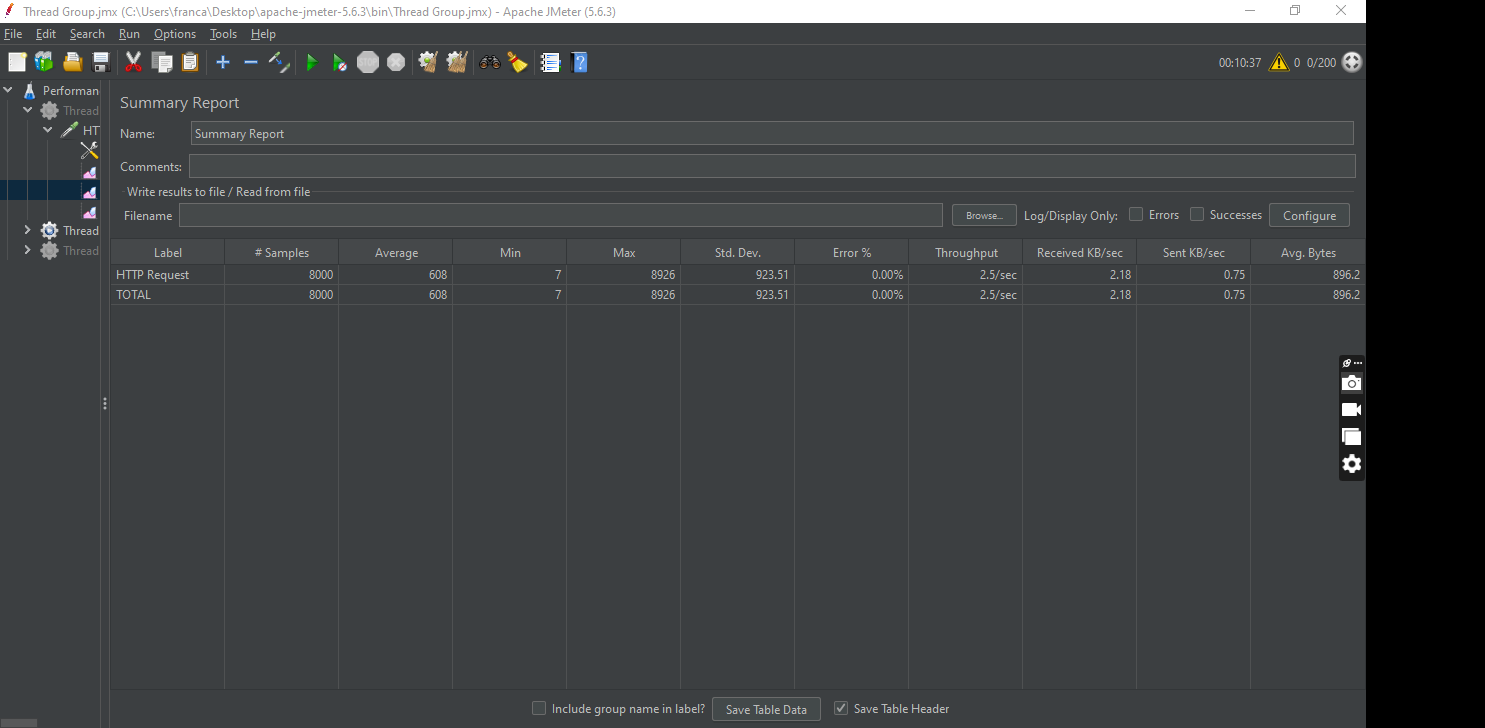 Thread Group.jmx (C:\Users\franca\Desktop\apache-jmeter-5.6.3\bin\Thread Group.jmx) - Apache JMeter (5.6.3)
File Edit Search Run Options Tools Help
STOP 00:10:37 0 0/200
Performan
Thread
HT
Thread
Thread
Summary Report
Name: Summary Report
Comments:
Write results to file / Read from file
Filename Browse... Log/Display Only: Errors Successes Configure
Label # Samples Average Min Max Std. Dev. Error % Throughput Received KB/sec Sent KB/sec Avg. Bytes
HTTP Request 8000 608 7 8926 923.51 0.00% 2.5/sec 2.18 0.75 896.2
TOTAL 8000 608 7 8926 923.51 0.00% 2.5/sec 2.18 0.75 896.2
Include group name in label? Save Table Data Save Table Header